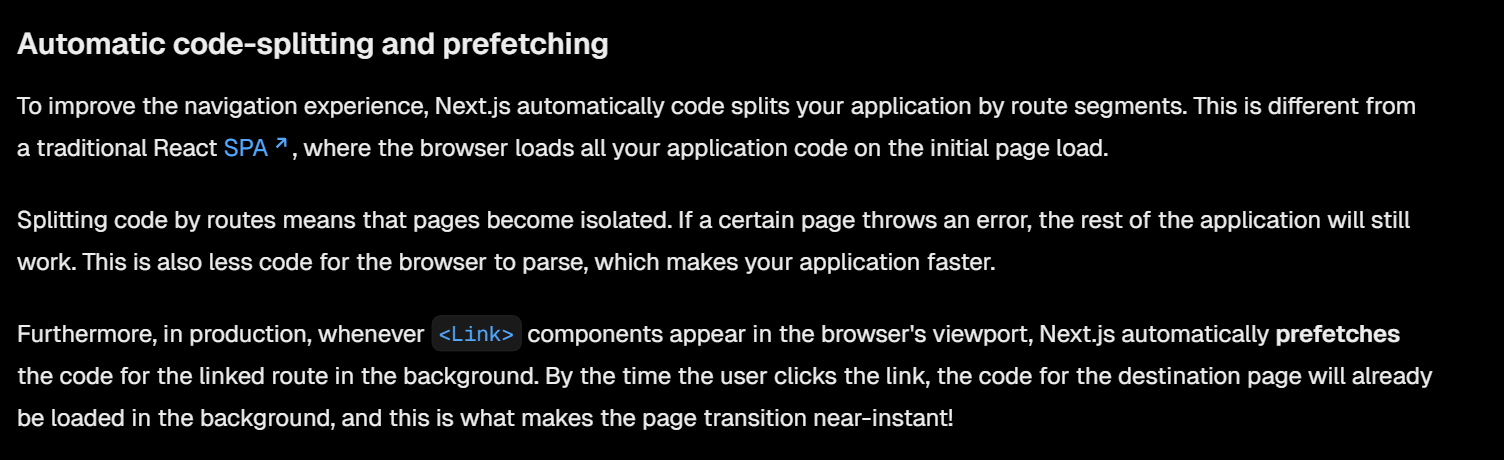 Automatic code-splitting and prefetching
To improve the navigation experience, Next.js automatically code splits your application by route segments. This is different from
a traditional React SPA ↗, where the browser loads all your application code on the initial page load.
Splitting code by routes means that pages become isolated. If a certain page throws an error, the rest of the application will still
work. This is also less code for the browser to parse, which makes your application faster.
Furthermore, in production, whenever <Link> components appear in the browser's viewport, Next.js automatically prefetches
the code for the linked route in the background. By the time the user clicks the link, the code for the destination page will already
be loaded in the background, and this is what makes the page transition near-instant!